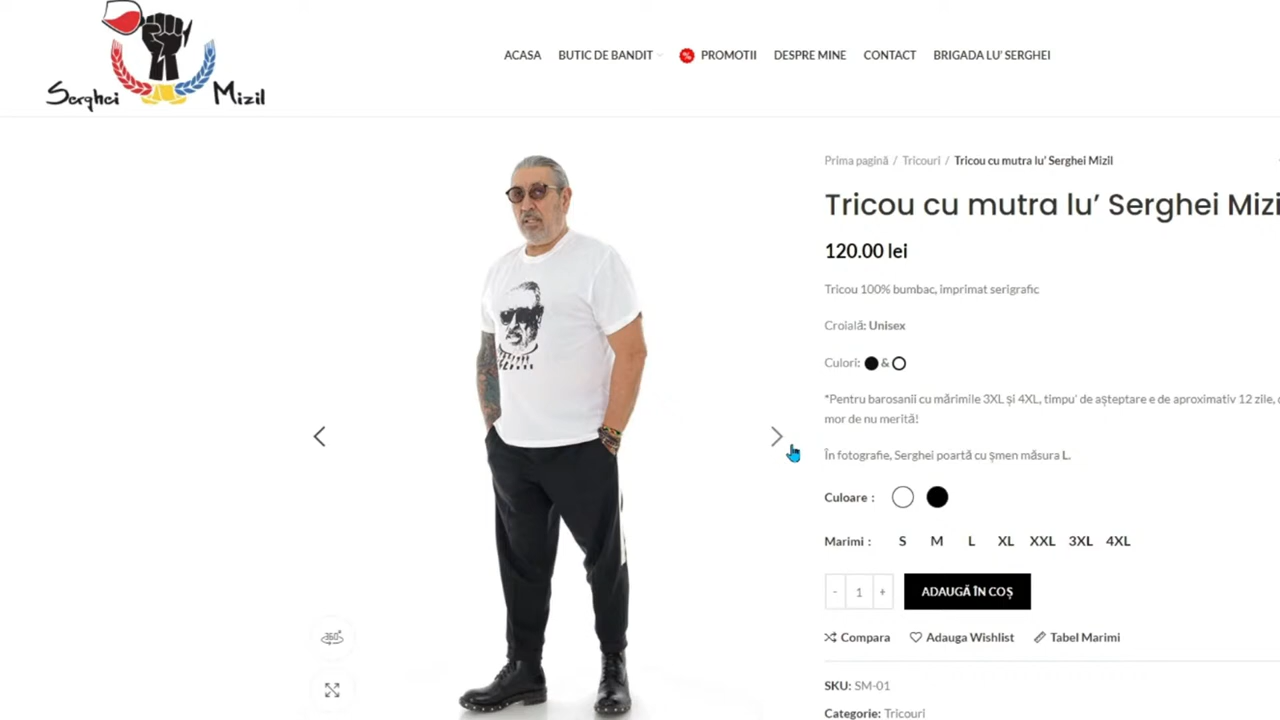 Serghei Mizil
ACASA BUTIC DE BANDIT % PROMOTII DESPRE MINE CONTACT BRIGADA LU' SERGHEI
Prima pagină / Tricouri / Tricou cu mutra lu' Serghei Mizil
Tricou cu mutra lu' Serghei Mizi
120.00 lei
Tricou 100% bumbac, imprimat serigrafic
Croială: Unisex
Culori: &
*Pentru barosanii cu mărimile 3XL și 4XL, timpu' de așteptare e de aproximativ 12 zile,
mor de nu merită!
În fotografie, Serghei poartă cu șmen măsura L.
Culoare :
Marimi : S M L XL XXL 3XL 4XL
- 1 + ADAUGĂ ÎN COȘ
360°
Compara Adauga Wishlist Tabel Marimi
SKU: SM-01
Categorie: Tricouri